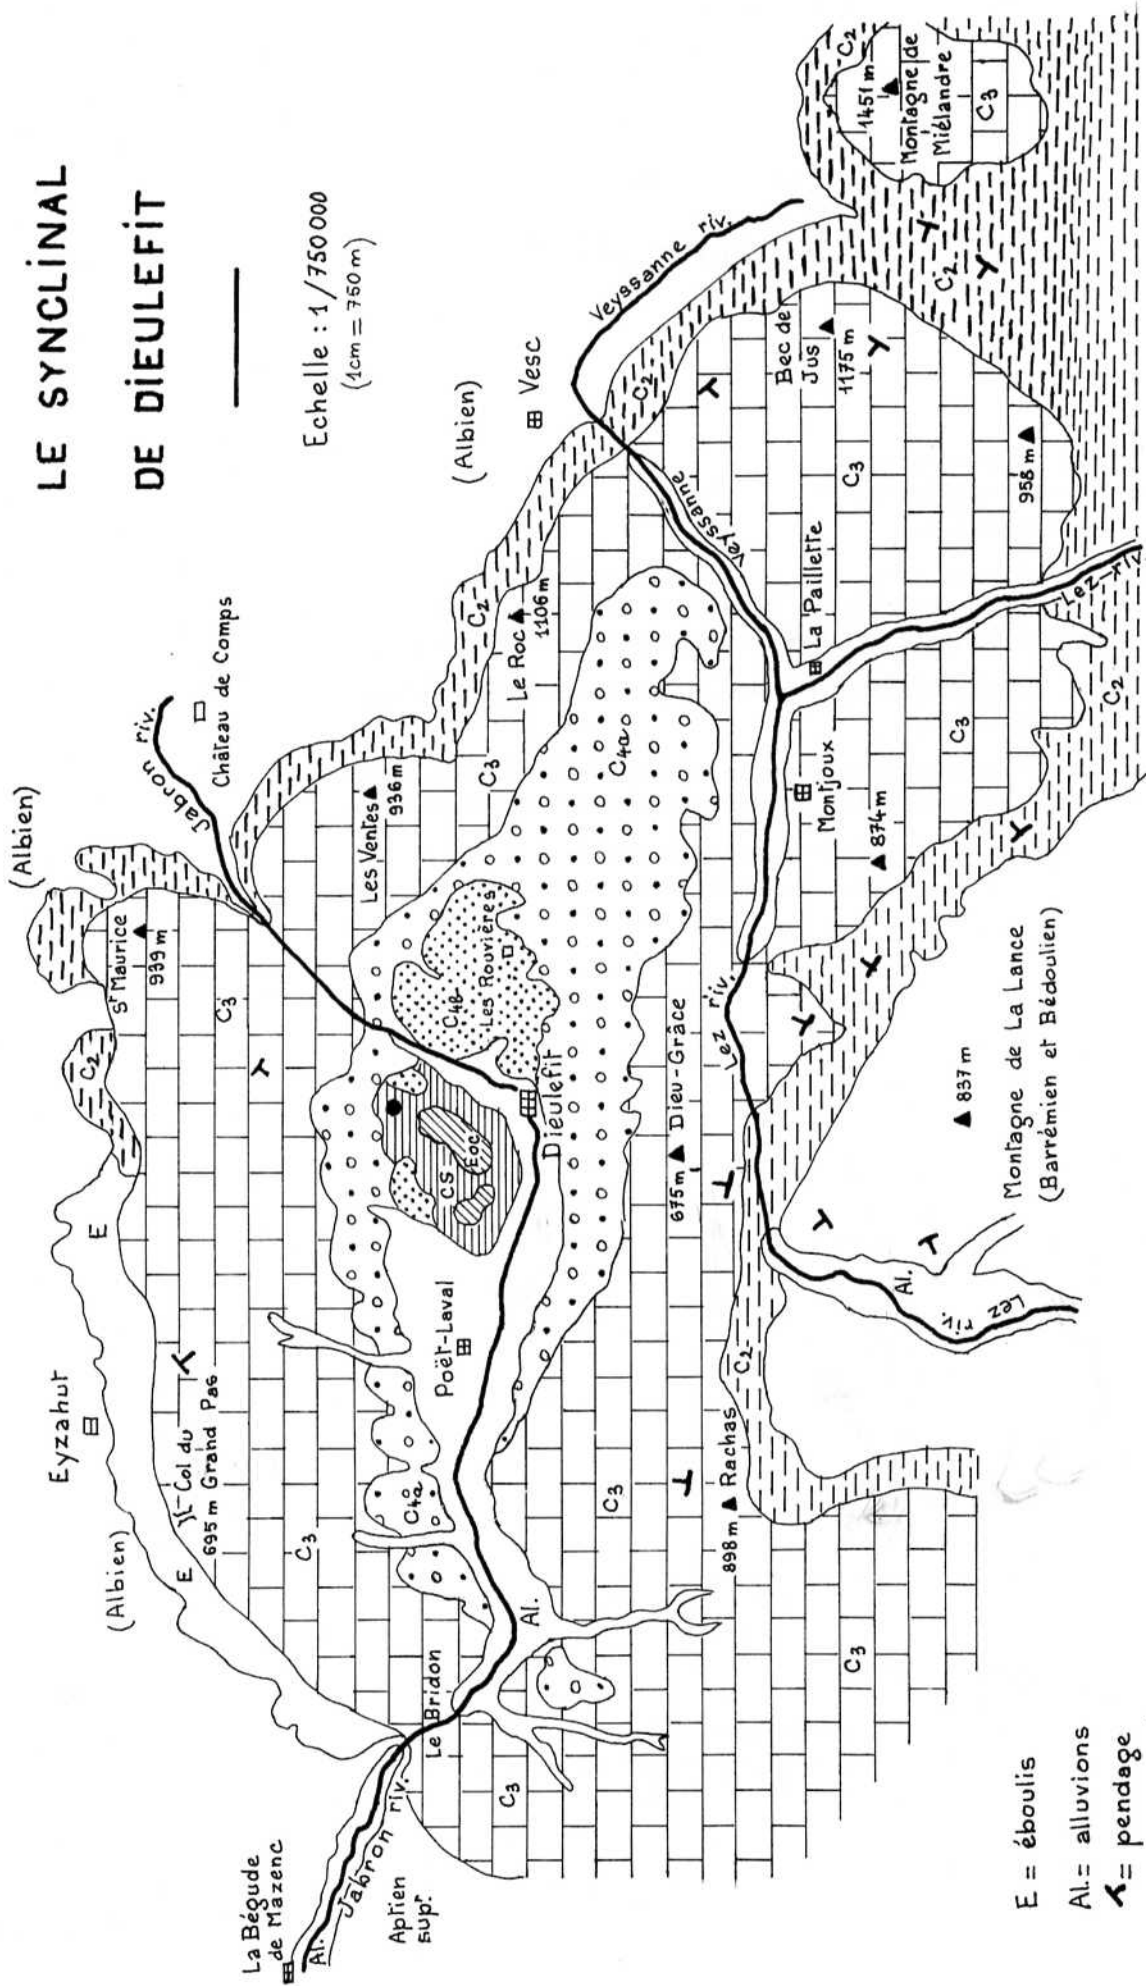 LE SYNCLINAL
DE DIEULEFIT
Echelle : 1/750000
(1cm = 750 m)
(Albien)
Eyzahut
(Albien)
E
E
Col du
695 m Grand Pas
C2
St Maurice
939 m
C3
Jabron riv.
Château de Comps
(Albien)
Vesc
Veyssanne riv.
La Bégude
de Mazenc
Al.
Jabron riv.
Aptien
supr.
Le Bridon
C3
C4a
Poët-Laval
CS
Eoc
C4b
Les Rouvières
Dieulefit
Les Ventes
936 m
C3
C2
Le Roc
1106 m
C4a
C2
Veyssanne
C3
Al.
C3
675 m Dieu-Grâce
Lez riv.
Montjoux
La Paillette
Bec de
Jus
1175 m
C3
C2
1451 m
Montagne de
Miélandre
C3
C2
898 m Rachas
C2
C3
874 m
C3
958 m
Lez riv.
C2
Al.
Lez riv.
837 m
Montagne de La Lance
(Barrémien et Bédoulien)
E = éboulis
Al. = alluvions
= pendage